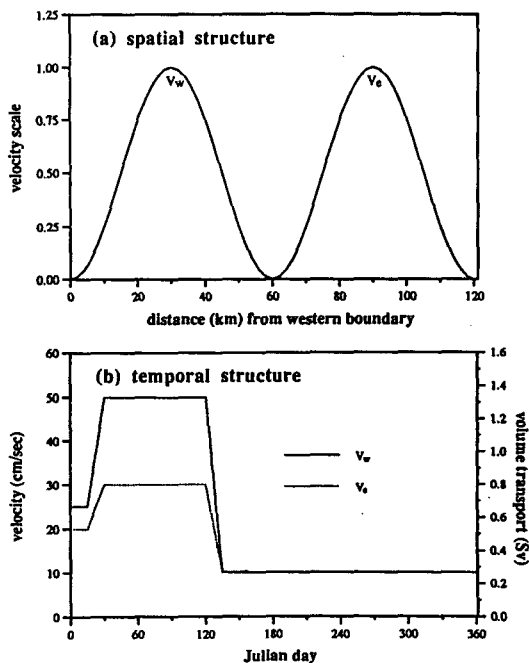 (a) spatial structure
velocity scale
1.25
1.00
0.75
0.50
0.25
0.00
Vw
Ve
0 20 40 60 80 100 120
distance (km) from western boundary
(b) temporal structure
velocity (cm/sec)
60
50
40
30
20
10
0
Vw
Ve
1.6
1.4
1.2
1.0
0.8
0.6
0.4
0.2
0.0
volume transport (Sv)
0 60 120 180 240 300 360
Julian day